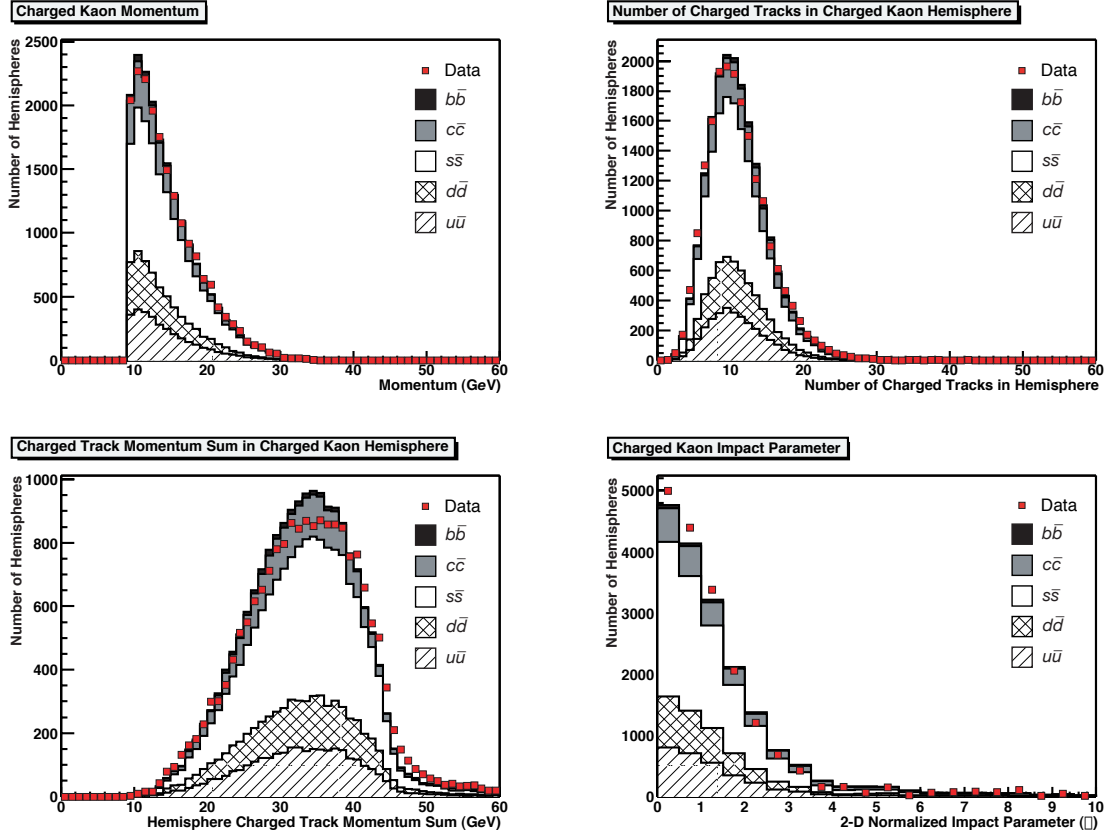 Charged Kaon Momentum
Number of Hemispheres
2500
2000
1500
1000
500
0
0 10 20 30 40 50 60
Momentum (GeV)
Data
bb̄
cc̄
ss̄
dd̄
uū
Number of Charged Tracks in Charged Kaon Hemisphere
Number of Hemispheres
2000
1800
1600
1400
1200
1000
800
600
400
200
0
0 10 20 30 40 50 60
Number of Charged Tracks in Hemisphere
Data
bb̄
cc̄
ss̄
dd̄
uū
Charged Track Momentum Sum in Charged Kaon Hemisphere
Number of Hemispheres
1000
800
600
400
200
0
0 10 20 30 40 50 60
Hemisphere Charged Track Momentum Sum (GeV)
Data
bb̄
cc̄
ss̄
dd̄
uū
Charged Kaon Impact Parameter
Number of Hemispheres
5000
4000
3000
2000
1000
0
0 1 2 3 4 5 6 7 8 9 10
2-D Normalized Impact Parameter (▯)
Data
bb̄
cc̄
ss̄
dd̄
uū